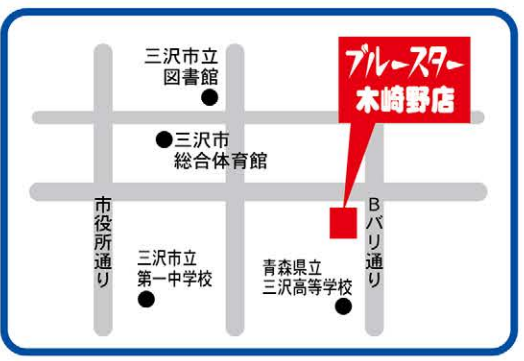 三沢市立
図書館
ブルースター
木崎野店
三沢市
総合体育館
市役所通り
Bバリ通り
三沢市立
第一中学校
青森県立
三沢高等学校